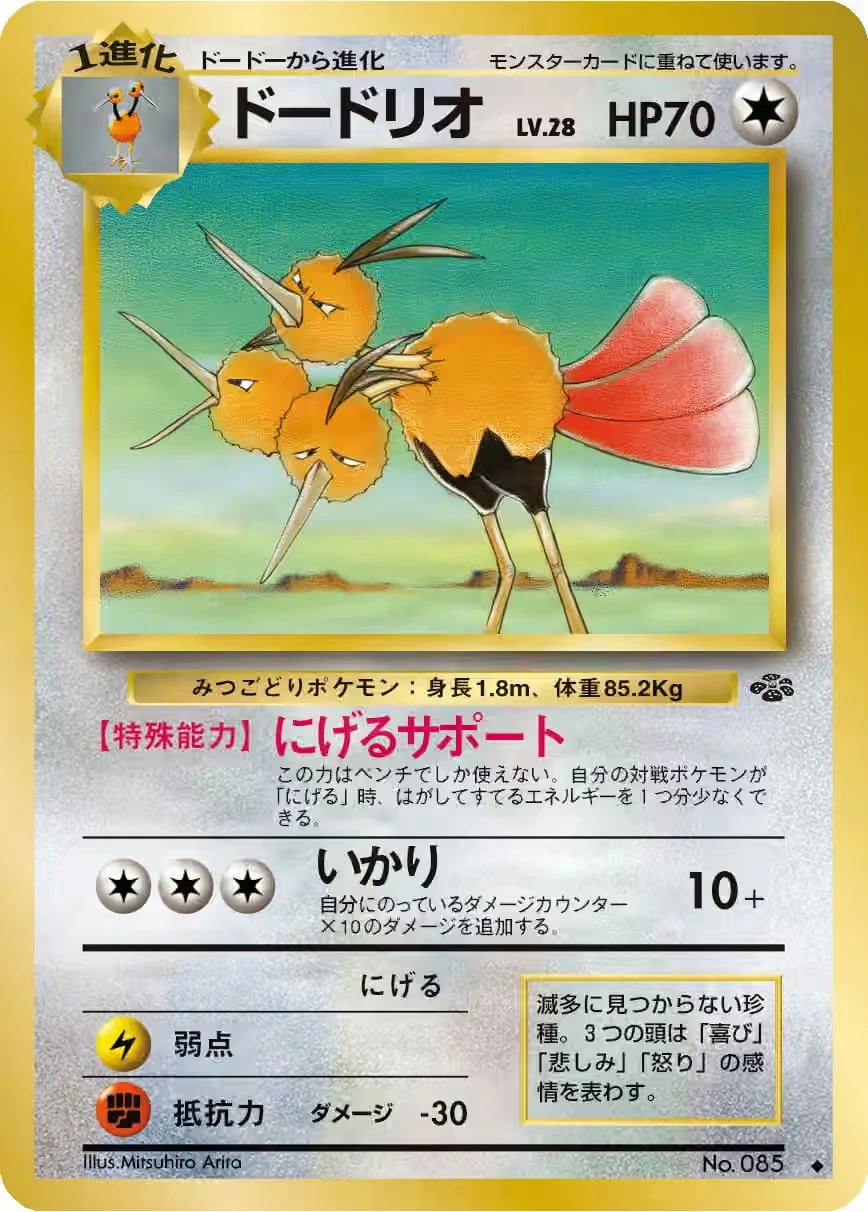 1進化
ドードーから進化
モンスターカードに重ねて使います。
ドードリオ LV.28 HP70
みつごどりポケモン：身長1.8m、体重85.2Kg
【特殊能力】にげるサポート
この力はベンチでしか使えない。自分の対戦ポケモンが
「にげる」時、はがしてすてるエネルギーを１つ分少なくで
きる。
いかり
10+
自分にのっているダメージカウンター
×10のダメージを追加する。
にげる
弱点
抵抗力 ダメージ -30
滅多に見つからない珍
種。３つの頭は「喜び」
「悲しみ」「怒り」の感
情を表わす。
Illus.Mitsuhiro Arita
No. 085